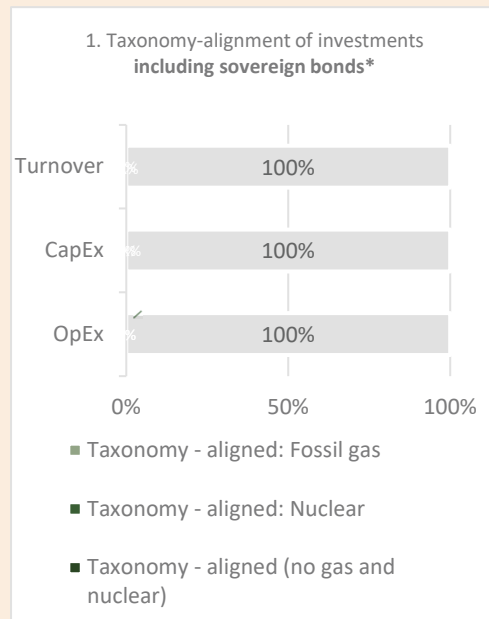 1. Taxonomy-alignment of investments
including sovereign bonds*
Turnover
100%
CapEx
100%
OpEx
100%
0%
50%
100%
Taxonomy - aligned: Fossil gas
Taxonomy - aligned: Nuclear
Taxonomy - aligned (no gas and
nuclear)